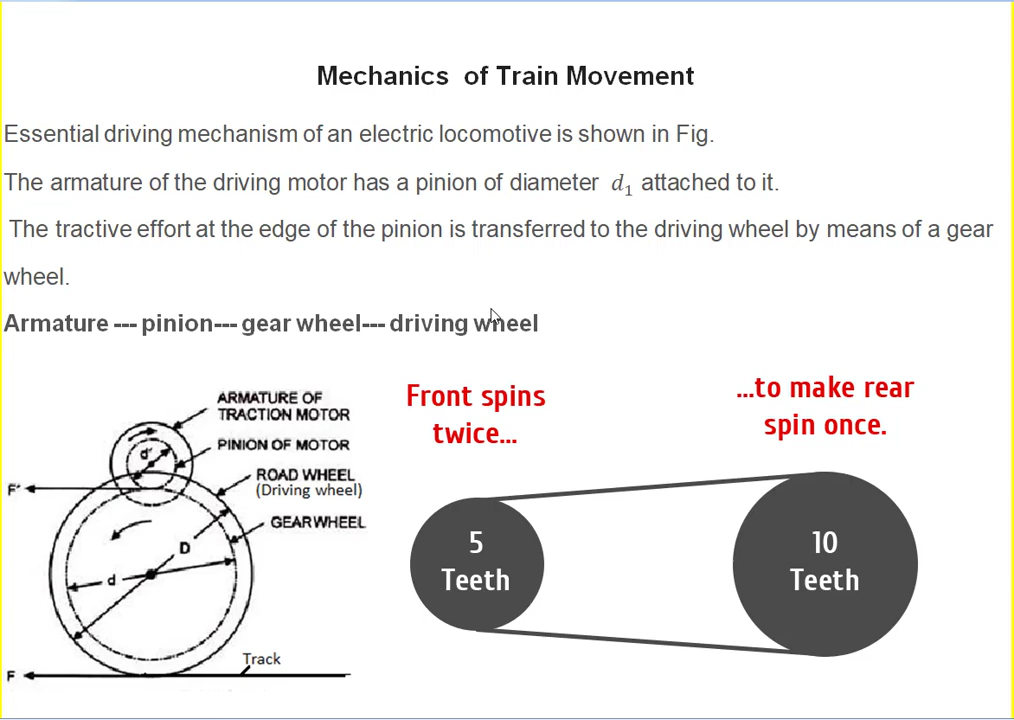 Mechanics of Train Movement
Essential driving mechanism of an electric locomotive is shown in Fig.
The armature of the driving motor has a pinion of diameter d₁ attached to it.
The tractive effort at the edge of the pinion is transferred to the driving wheel by means of a gear
wheel.
Armature --- pinion--- gear wheel--- driving wheel
ARMATURE OF
TRACTION MOTOR
PINION OF MOTOR
ROAD WHEEL
(Driving wheel)
GEAR WHEEL
d'
F'
D
d
Track
F
Front spins
twice...
...to make rear
spin once.
5
Teeth
10
Teeth